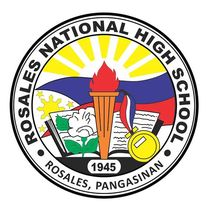 • ROSALES NATIONAL HIGH SCHOOL •
1945
ROSALES, PANGASINAN